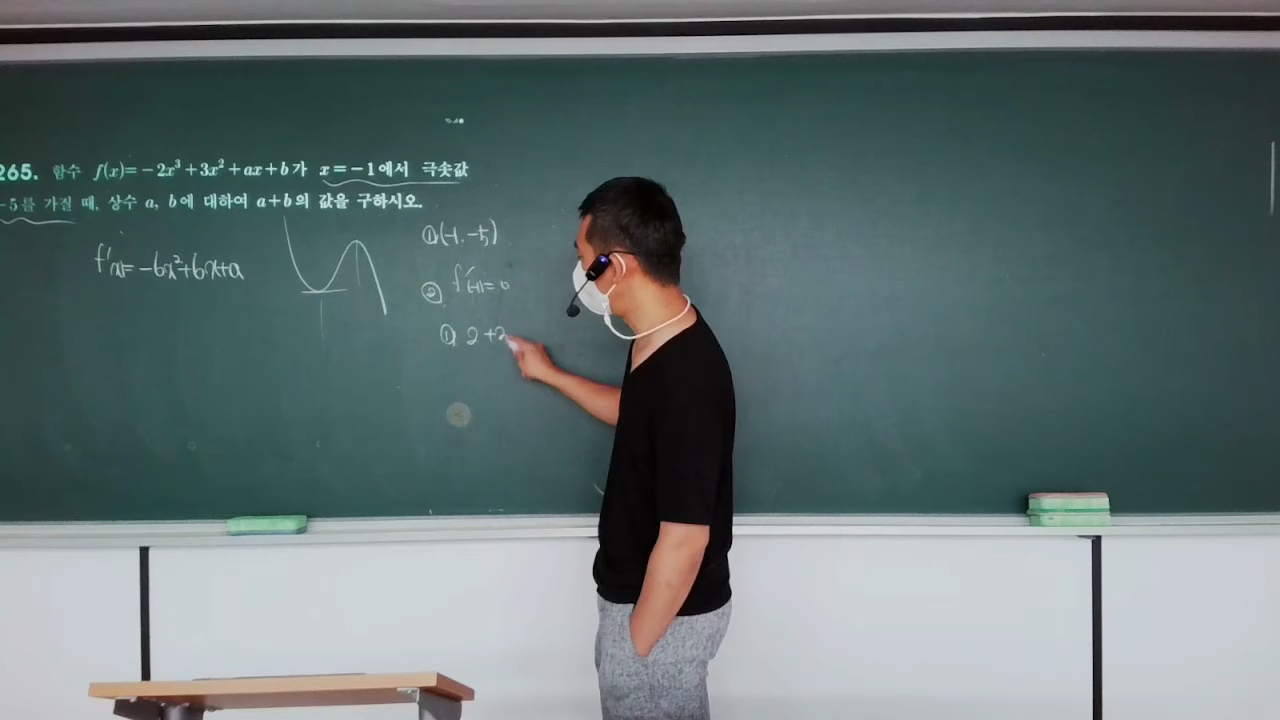 265. 함수 f(x)=-2x³+3x²+ax+b가 x=-1에서 극솟값
-5를 가질 때, 상수 a, b에 대하여 a+b의 값을 구하시오.
f'(x)=-6x²+6x+a
① (-1, -5)
② f'(-1)=0
① 2+3